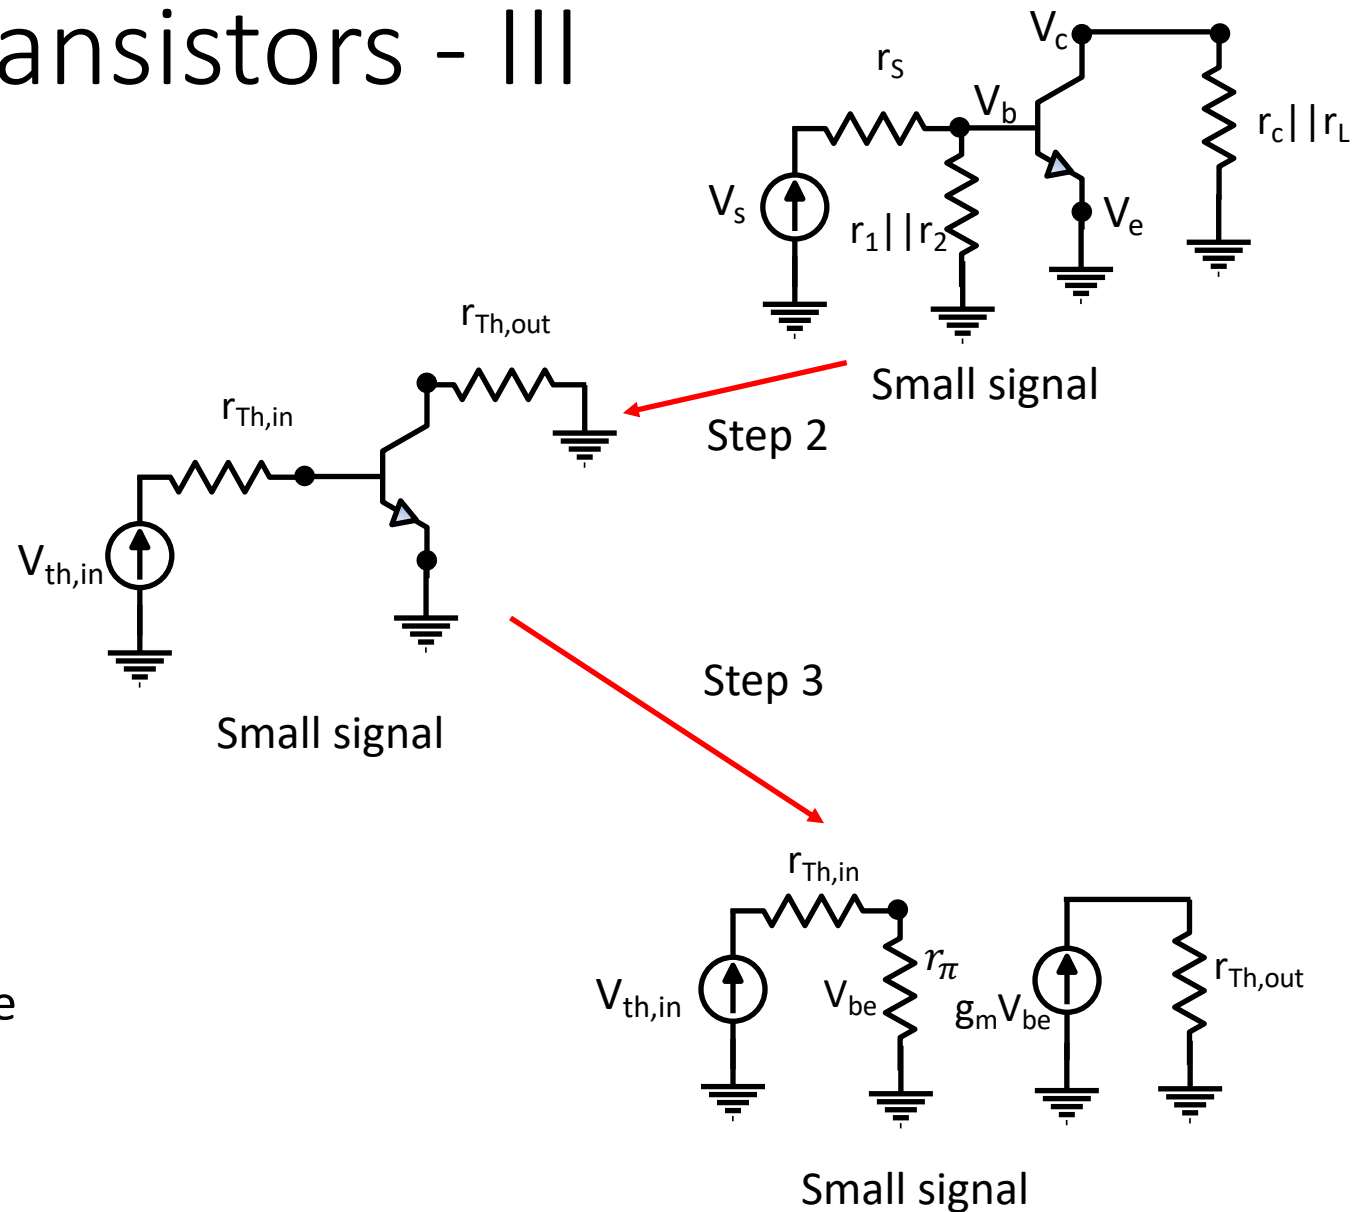 ansistors - III
V_c
r_S
V_b
r_c||r_L
V_s
r_1||r_2
V_e
Small signal
r_Th,out
r_Th,in
Step 2
V_th,in
Step 3
Small signal
r_Th,in
r_π
V_th,in
V_be
g_mV_be
r_Th,out
e
Small signal